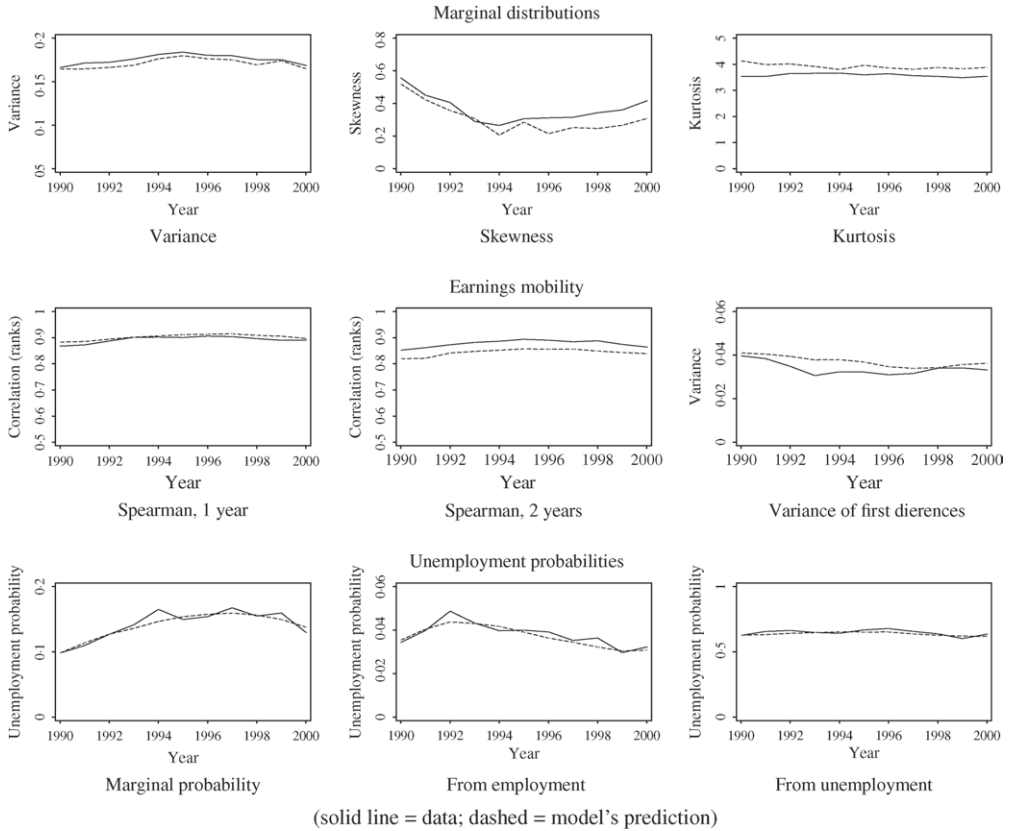 Marginal distributions
Variance
0·2
0·15
0·1
05
1990 1992 1994 1996 1998 2000
Year
Variance
Skewness
0·8
0·6
0·4
0·2
0
1990 1992 1994 1996 1998 2000
Year
Skewness
Kurtosis
5
4
3
2
1
0
1990 1992 1994 1996 1998 2000
Year
Kurtosis
Earnings mobility
Correlation (ranks)
1
0·9
0·8
0·7
0·6
0·5
1990 1992 1994 1996 1998 2000
Year
Spearman, 1 year
Correlation (ranks)
1
0·9
0·8
0·7
0·6
0·5
1990 1992 1994 1996 1998 2000
Year
Spearman, 2 years
Variance
0·06
0·04
0·02
0
1990 1992 1994 1996 1998 2000
Year
Variance of first dierences
Unemployment probabilities
Unemployment probability
0·2
0·1
0
1990 1992 1994 1996 1998 2000
Year
Marginal probability
Unemployment probability
0·06
0·04
0·02
0
1990 1992 1994 1996 1998 2000
Year
From employment
Unemployment probability
1
0·5
0
1990 1992 1994 1996 1998 2000
Year
From unemployment
(solid line = data; dashed = model's prediction)